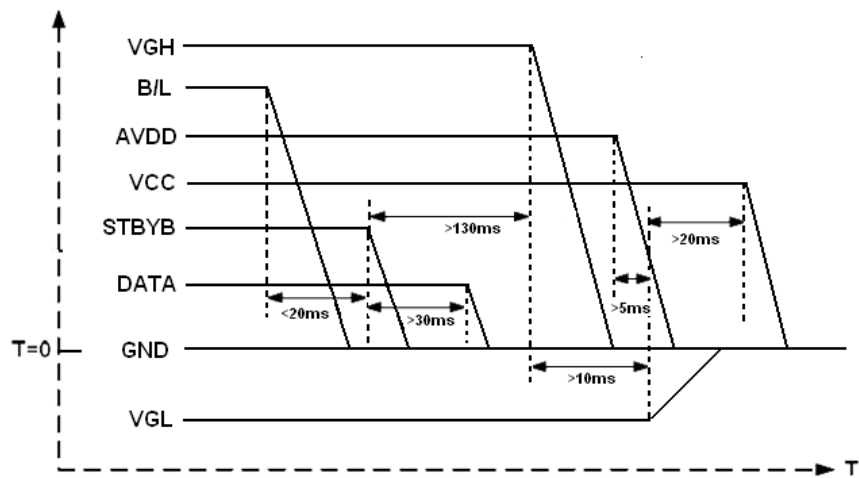 VGH
B/L
AVDD
VCC
STBYB
>130ms
>20ms
DATA
<20ms
>30ms
>5ms
T=0
GND
>10ms
VGL
T